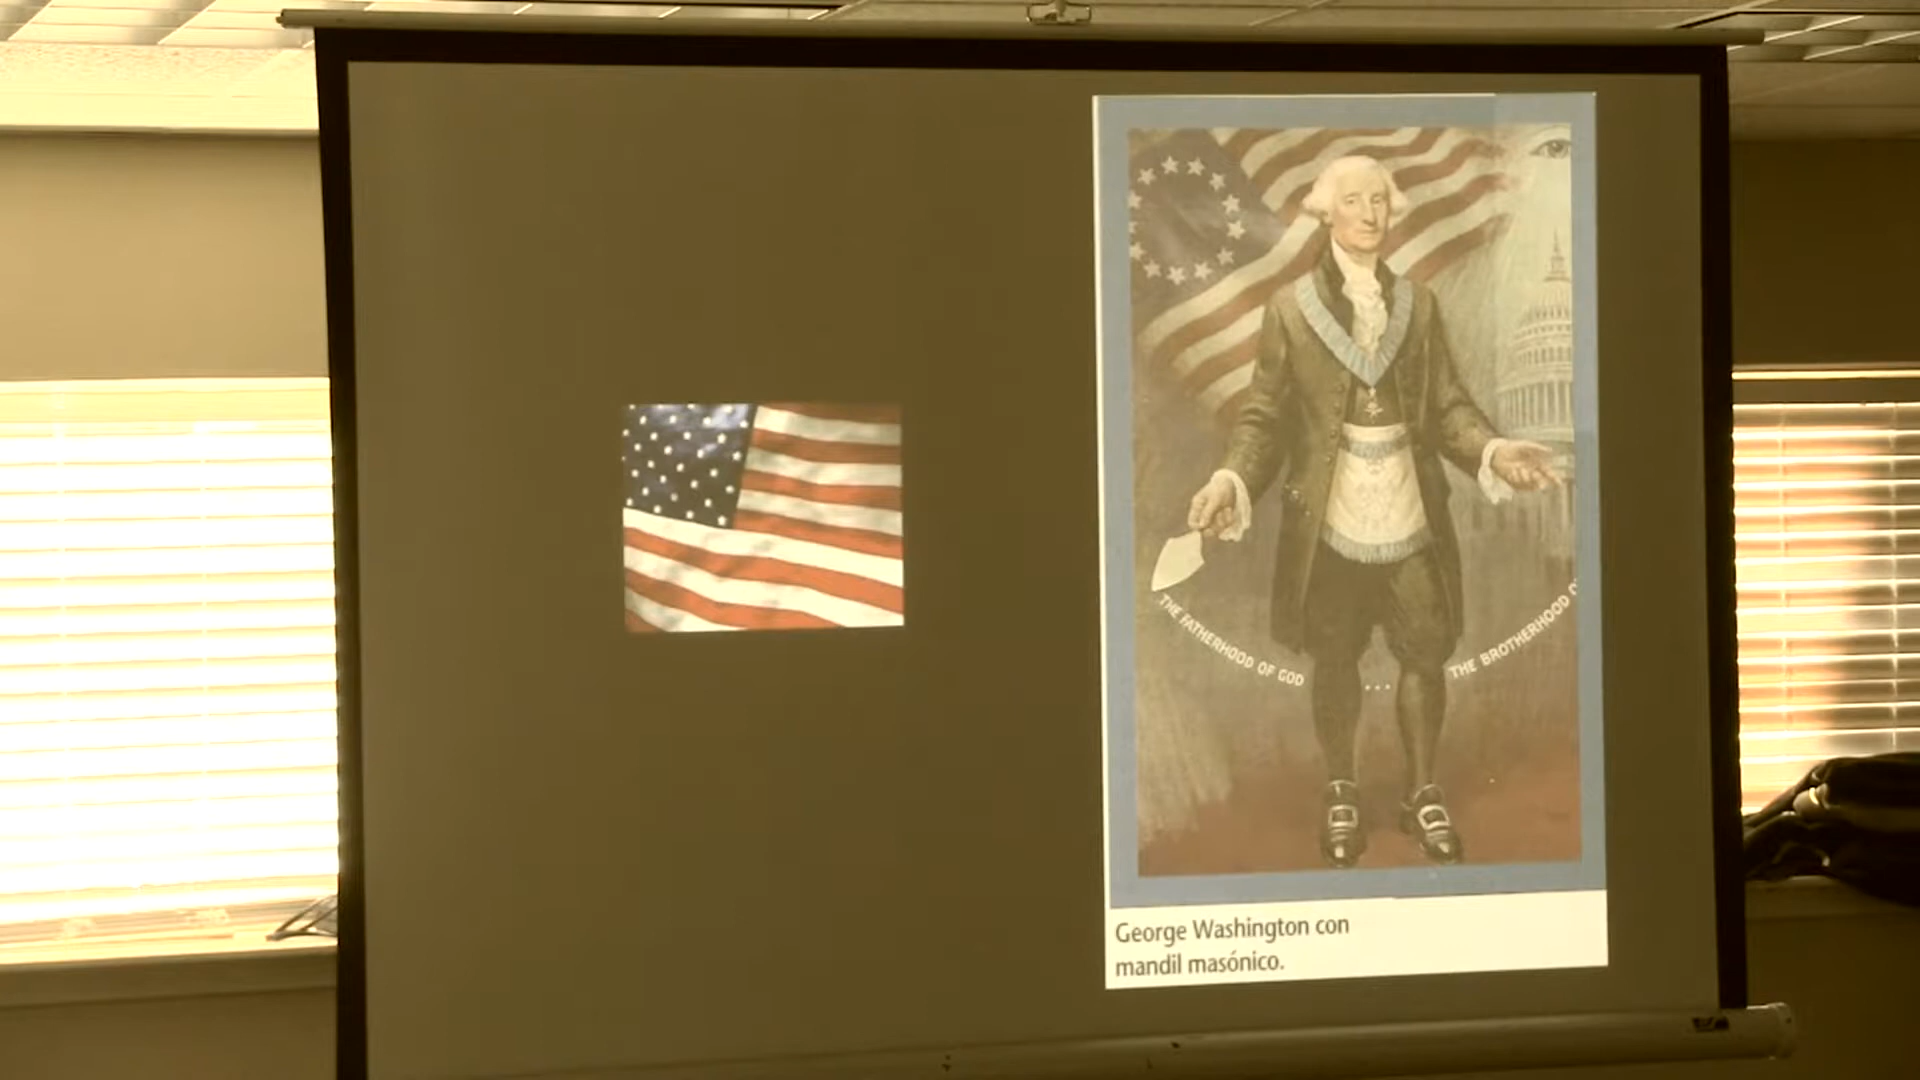 THE FATHERHOOD OF GOD
...
THE BROTHERHOOD O
George Washington con
mandil masónico.